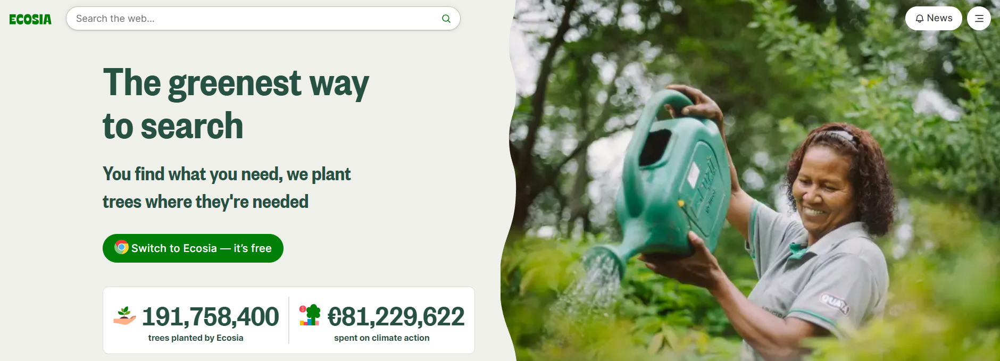 ECOSIA
Search the web...
News
The greenest way
to search
You find what you need, we plant
trees where they're needed
Switch to Ecosia — it’s free
191,758,400
trees planted by Ecosia
€81,229,622
spent on climate action